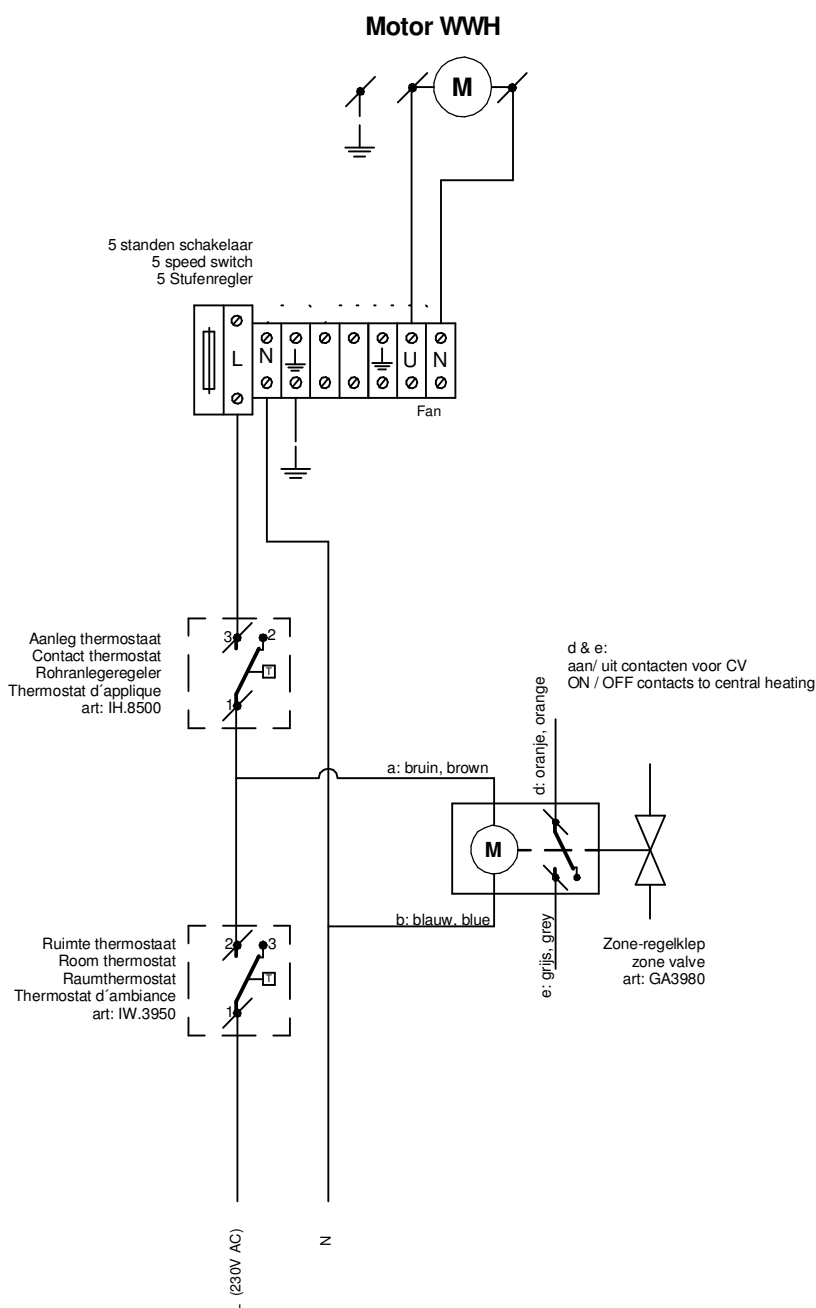 Motor WWH
M
5 standen schakelaar
5 speed switch
5 Stufenregler
L
N
U
N
Fan
Aanleg thermostaat
Contact thermostat
Rohranlegeregeler
Thermostat d´applique
art: IH.8500
3
2
T
1
d & e:
aan/ uit contacten voor CV
ON / OFF contacts to central heating
a: bruin, brown
d: oranje, orange
M
b: blauw, blue
e: grijs, grey
Zone-regelklep
zone valve
art: GA3980
Ruimte thermostaat
Room thermostat
Raumthermostat
Thermostat d´ambiance
art: IW.3950
2
3
T
1
(230V AC)
N